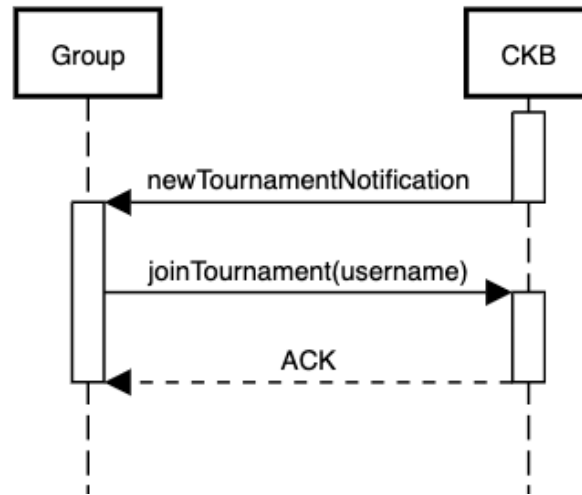 Group
CKB
newTournamentNotification
joinTournament(username)
ACK